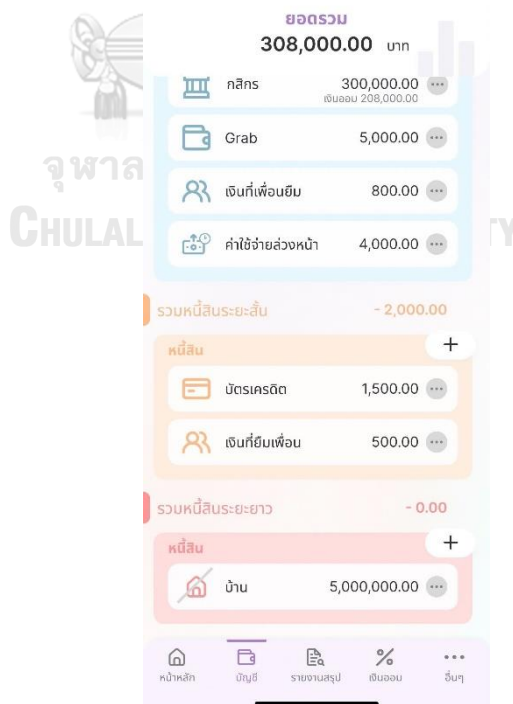 ยอดรวม
308,000.00 บาท
กสิกร 300,000.00
เงินออม 208,000.00
Grab 5,000.00
จุฬาล
เงินที่เพื่อนยืม 800.00
CHULAL TY
ค่าใช้จ่ายล่วงหน้า 4,000.00
รวมหนี้สินระยะสั้น - 2,000.00
หนี้สิน +
บัตรเครดิต 1,500.00
เงินที่ยืมเพื่อน 500.00
รวมหนี้สินระยะยาว - 0.00
หนี้สิน +
บ้าน 5,000,000.00
หน้าหลัก บัญชี รายงานสรุป เงินออม อื่นๆ